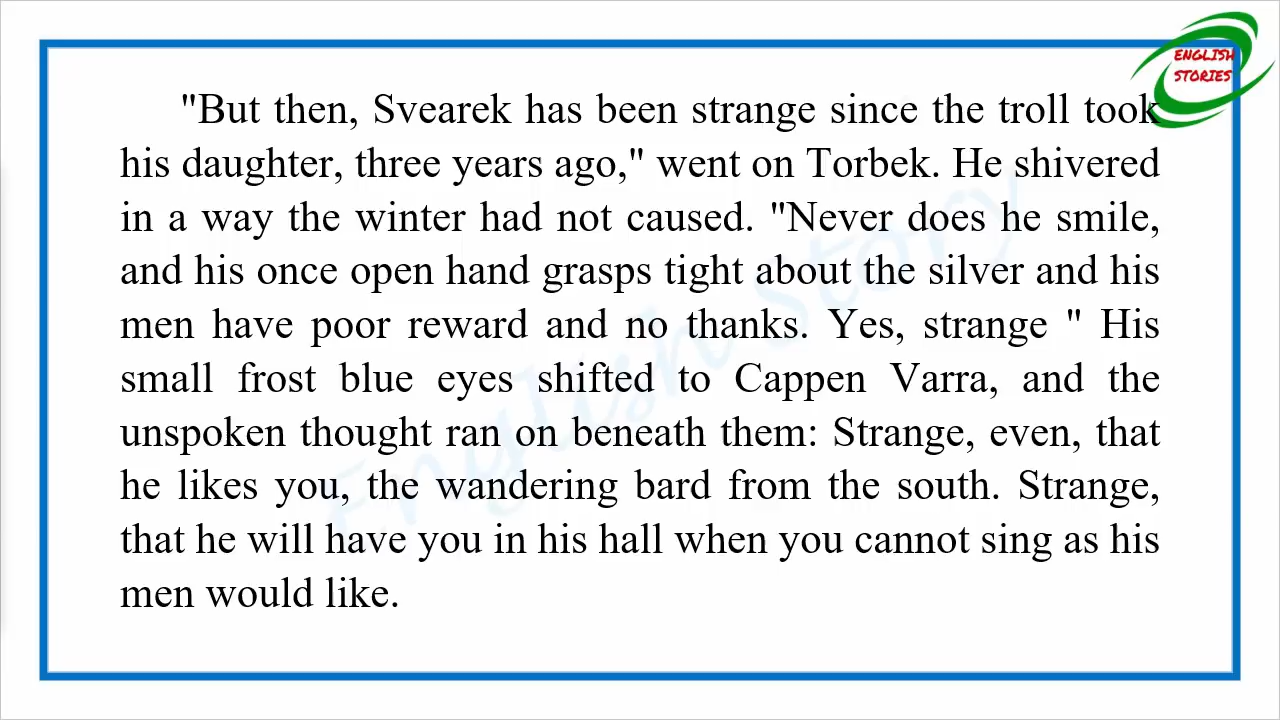 ENGLISH
STORIES
"But then, Svearek has been strange since the troll took
his daughter, three years ago," went on Torbek. He shivered
in a way the winter had not caused. "Never does he smile,
and his once open hand grasps tight about the silver and his
men have poor reward and no thanks. Yes, strange " His
small frost blue eyes shifted to Cappen Varra, and the
unspoken thought ran on beneath them: Strange, even, that
he likes you, the wandering bard from the south. Strange,
that he will have you in his hall when you cannot sing as his
men would like.
English Story